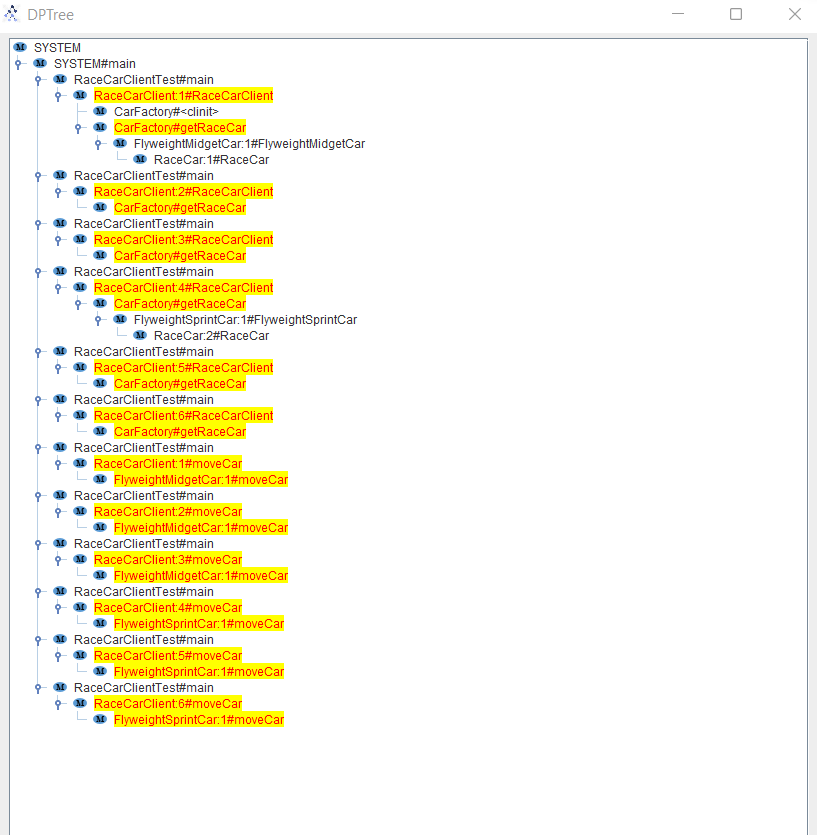 DPTree
SYSTEM
SYSTEM#main
RaceCarClientTest#main
RaceCarClient:1#RaceCarClient
CarFactory#<clinit>
CarFactory#getRaceCar
FlyweightMidgetCar:1#FlyweightMidgetCar
RaceCar:1#RaceCar
RaceCarClientTest#main
RaceCarClient:2#RaceCarClient
CarFactory#getRaceCar
RaceCarClientTest#main
RaceCarClient:3#RaceCarClient
CarFactory#getRaceCar
RaceCarClientTest#main
RaceCarClient:4#RaceCarClient
CarFactory#getRaceCar
FlyweightSprintCar:1#FlyweightSprintCar
RaceCar:2#RaceCar
RaceCarClientTest#main
RaceCarClient:5#RaceCarClient
CarFactory#getRaceCar
RaceCarClientTest#main
RaceCarClient:6#RaceCarClient
CarFactory#getRaceCar
RaceCarClientTest#main
RaceCarClient:1#moveCar
FlyweightMidgetCar:1#moveCar
RaceCarClientTest#main
RaceCarClient:2#moveCar
FlyweightMidgetCar:1#moveCar
RaceCarClientTest#main
RaceCarClient:3#moveCar
FlyweightMidgetCar:1#moveCar
RaceCarClientTest#main
RaceCarClient:4#moveCar
FlyweightSprintCar:1#moveCar
RaceCarClientTest#main
RaceCarClient:5#moveCar
FlyweightSprintCar:1#moveCar
RaceCarClientTest#main
RaceCarClient:6#moveCar
FlyweightSprintCar:1#moveCar